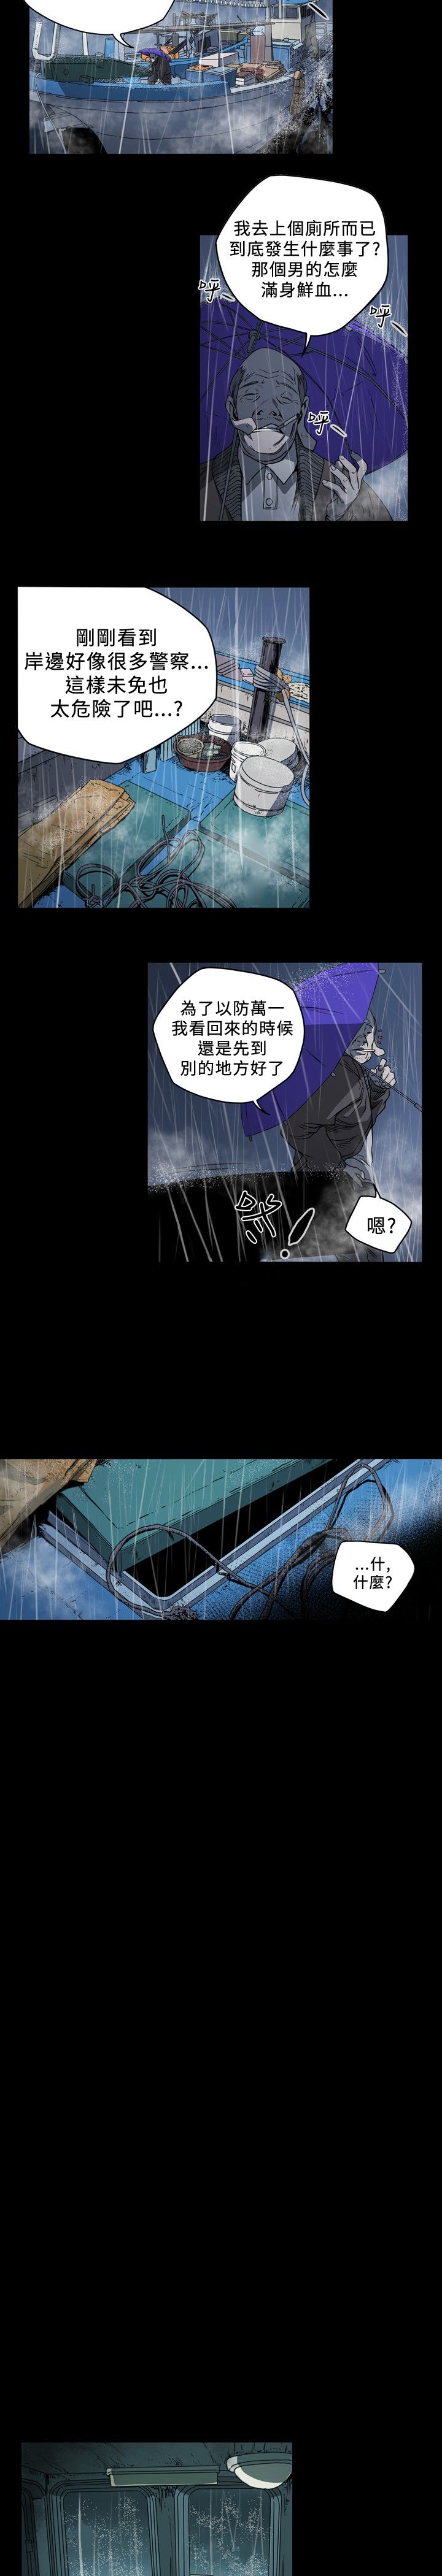 我去上個廁所而已
到底發生什麼事了?
那個男的怎麼
滿身鮮血...
呼~
呼~
呼~
剛剛看到
岸邊好像很多警察...
這樣未免也
太危險了吧...?
為了以防萬一
我看回來的時候
還是先到
別的地方好了
嗯?
...什,
什麼?